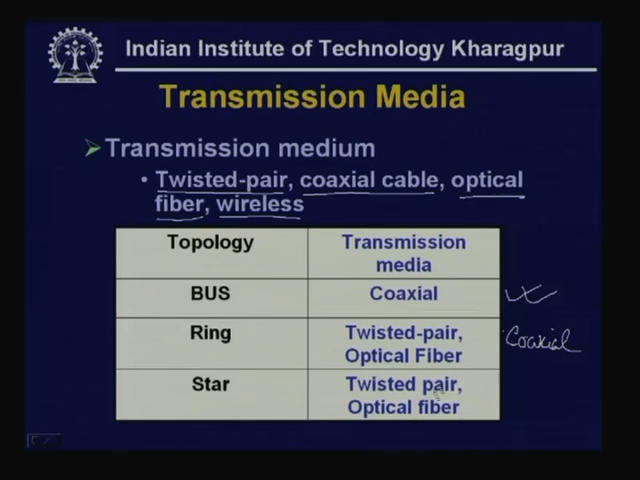 Indian Institute of Technology Kharagpur
Transmission Media
Transmission medium
• Twisted-pair, coaxial cable, optical
fiber, wireless
Topology
Transmission
media
BUS
Coaxial
Ring
Twisted-pair,
Optical Fiber
Coaxial
Star
Twisted pair,
Optical fiber